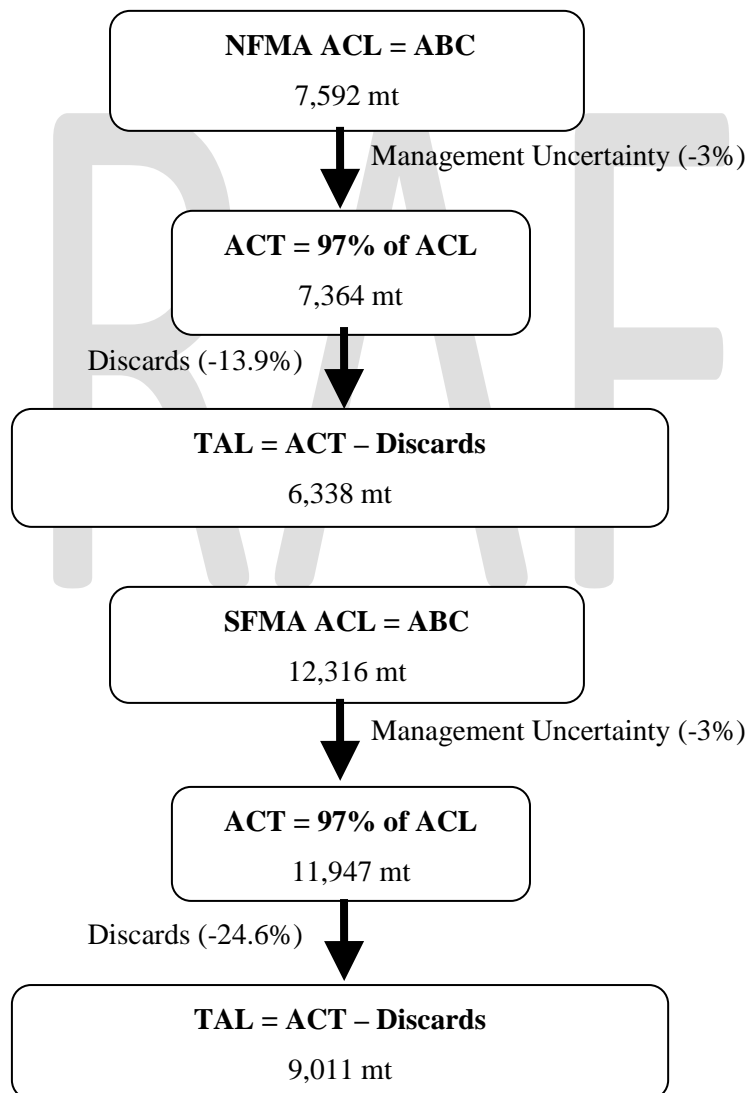 NFMA ACL = ABC
7,592 mt
Management Uncertainty (-3%)
ACT = 97% of ACL
7,364 mt
Discards (-13.9%)
TAL = ACT – Discards
6,338 mt
SFMA ACL = ABC
12,316 mt
Management Uncertainty (-3%)
ACT = 97% of ACL
11,947 mt
Discards (-24.6%)
TAL = ACT – Discards
9,011 mt
RAF